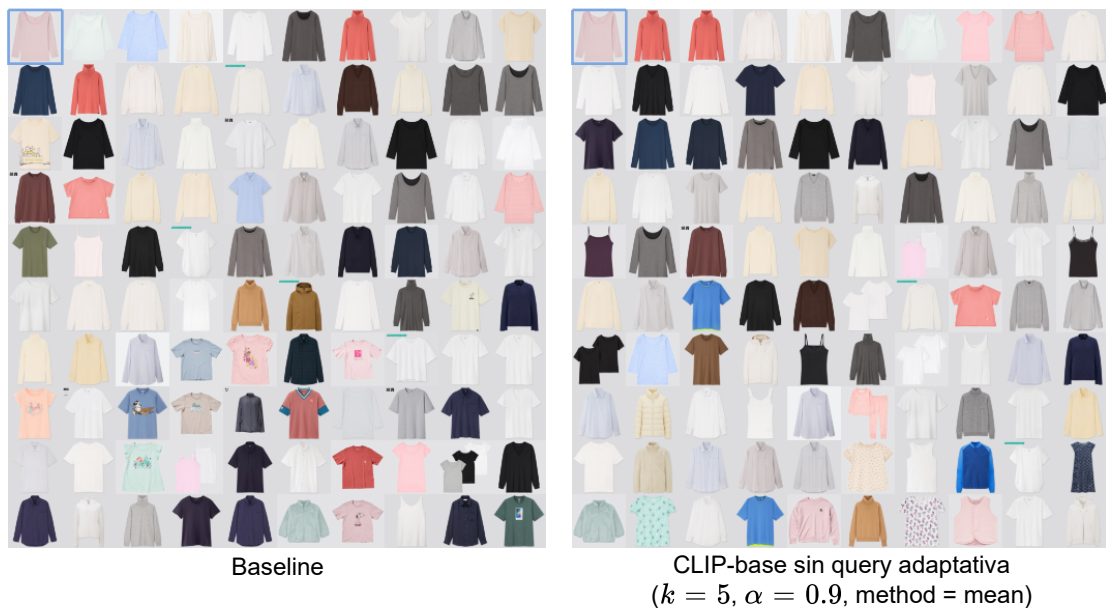 Baseline
CLIP-base sin query adaptativa
(k = 5, α = 0.9, method = mean)